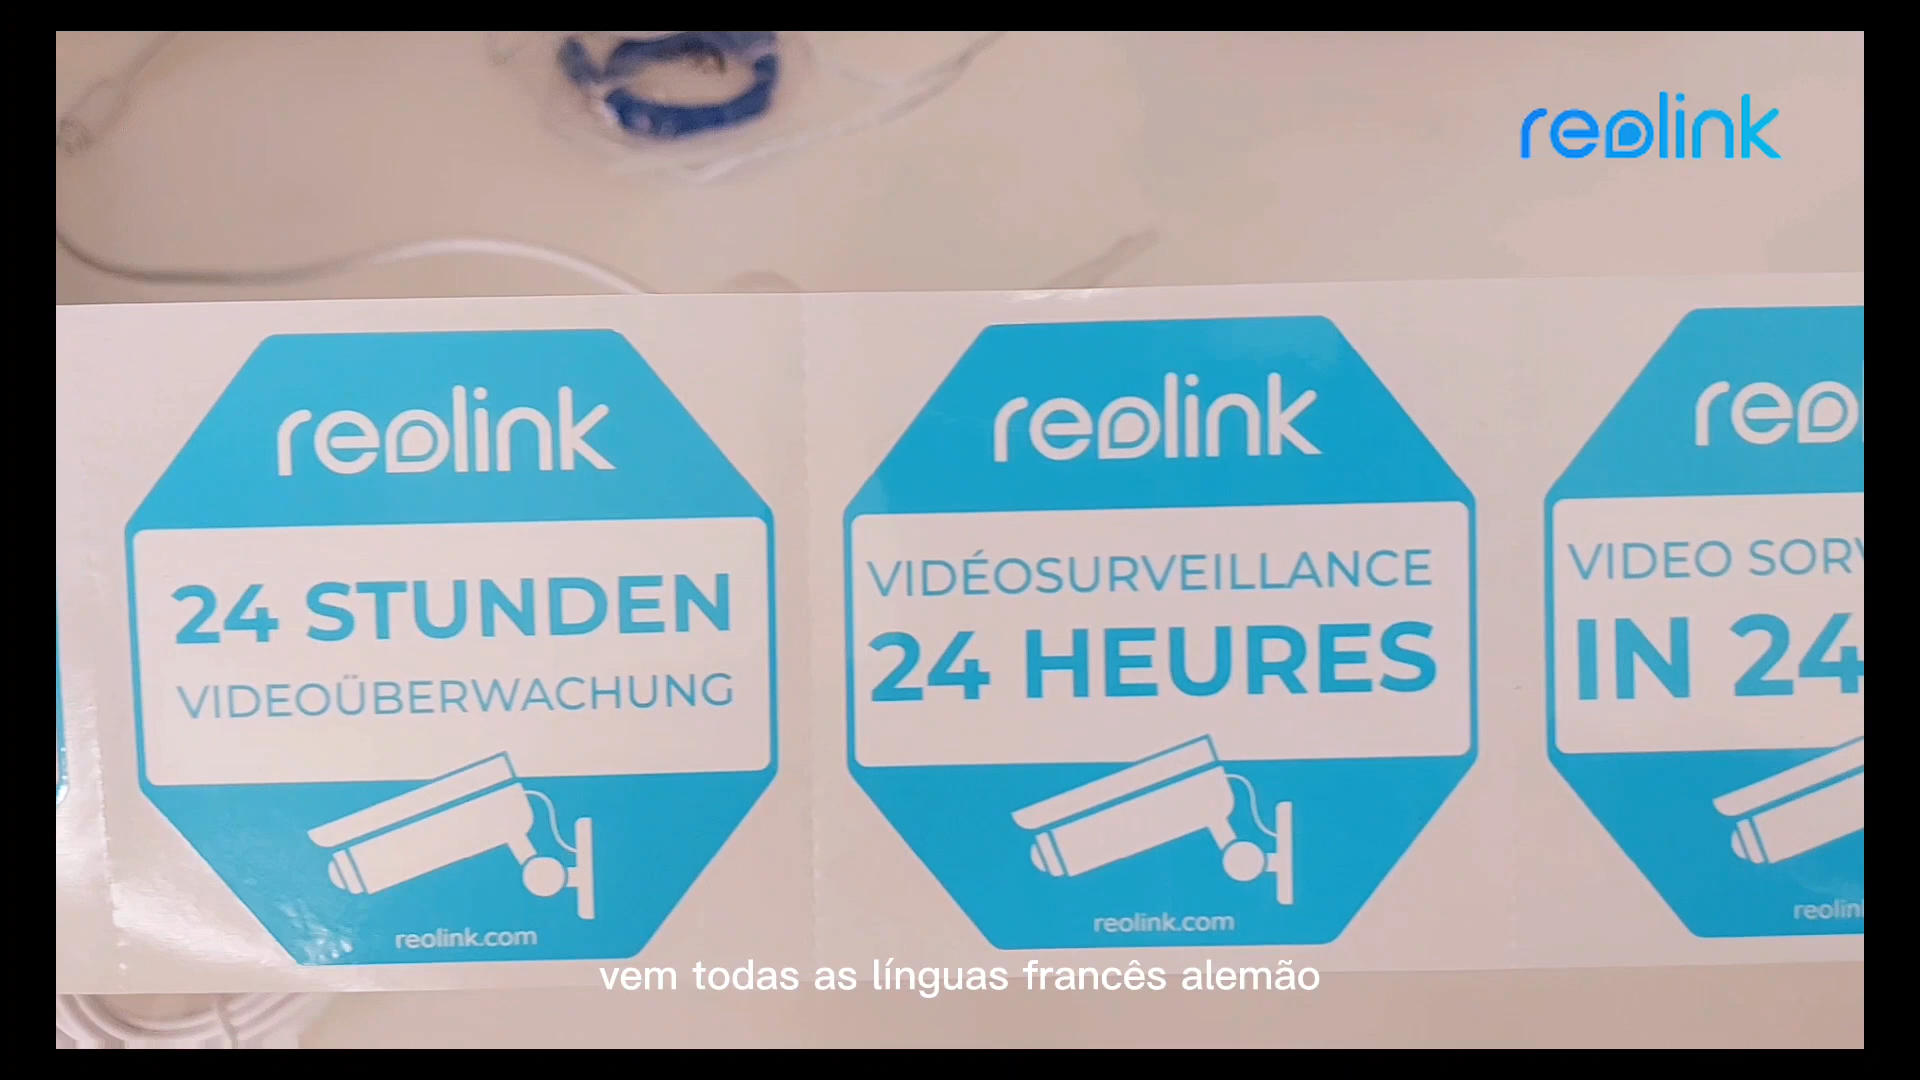 reolink
reolink
24 STUNDEN
VIDEOÜBERWACHUNG
reolink.com
reolink
VIDÉOSURVEILLANCE
24 HEURES
reolink.com
VIDEO
IN 24
vem todas as línguas francês alemão